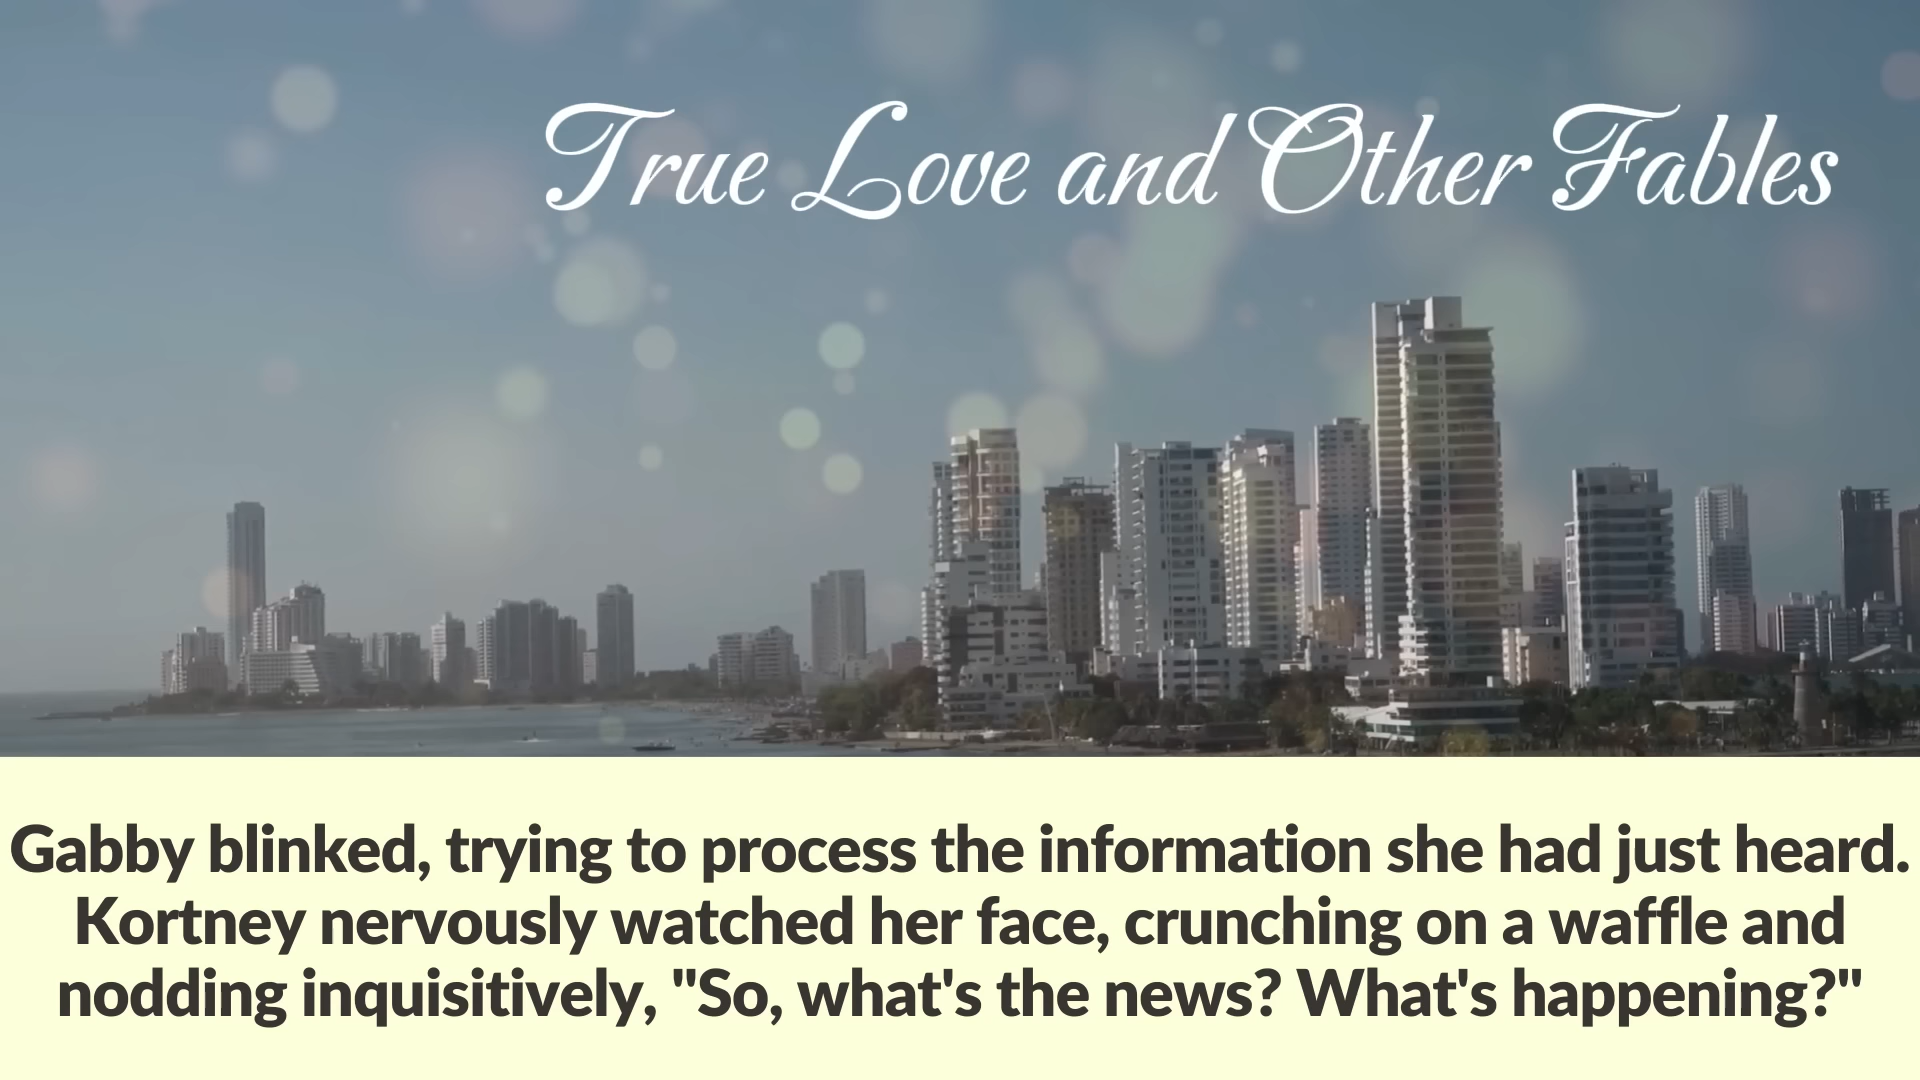 True Love and Other Fables
Gabby blinked, trying to process the information she had just heard.
Kortney nervously watched her face, crunching on a waffle and
nodding inquisitively, "So, what's the news? What's happening?"